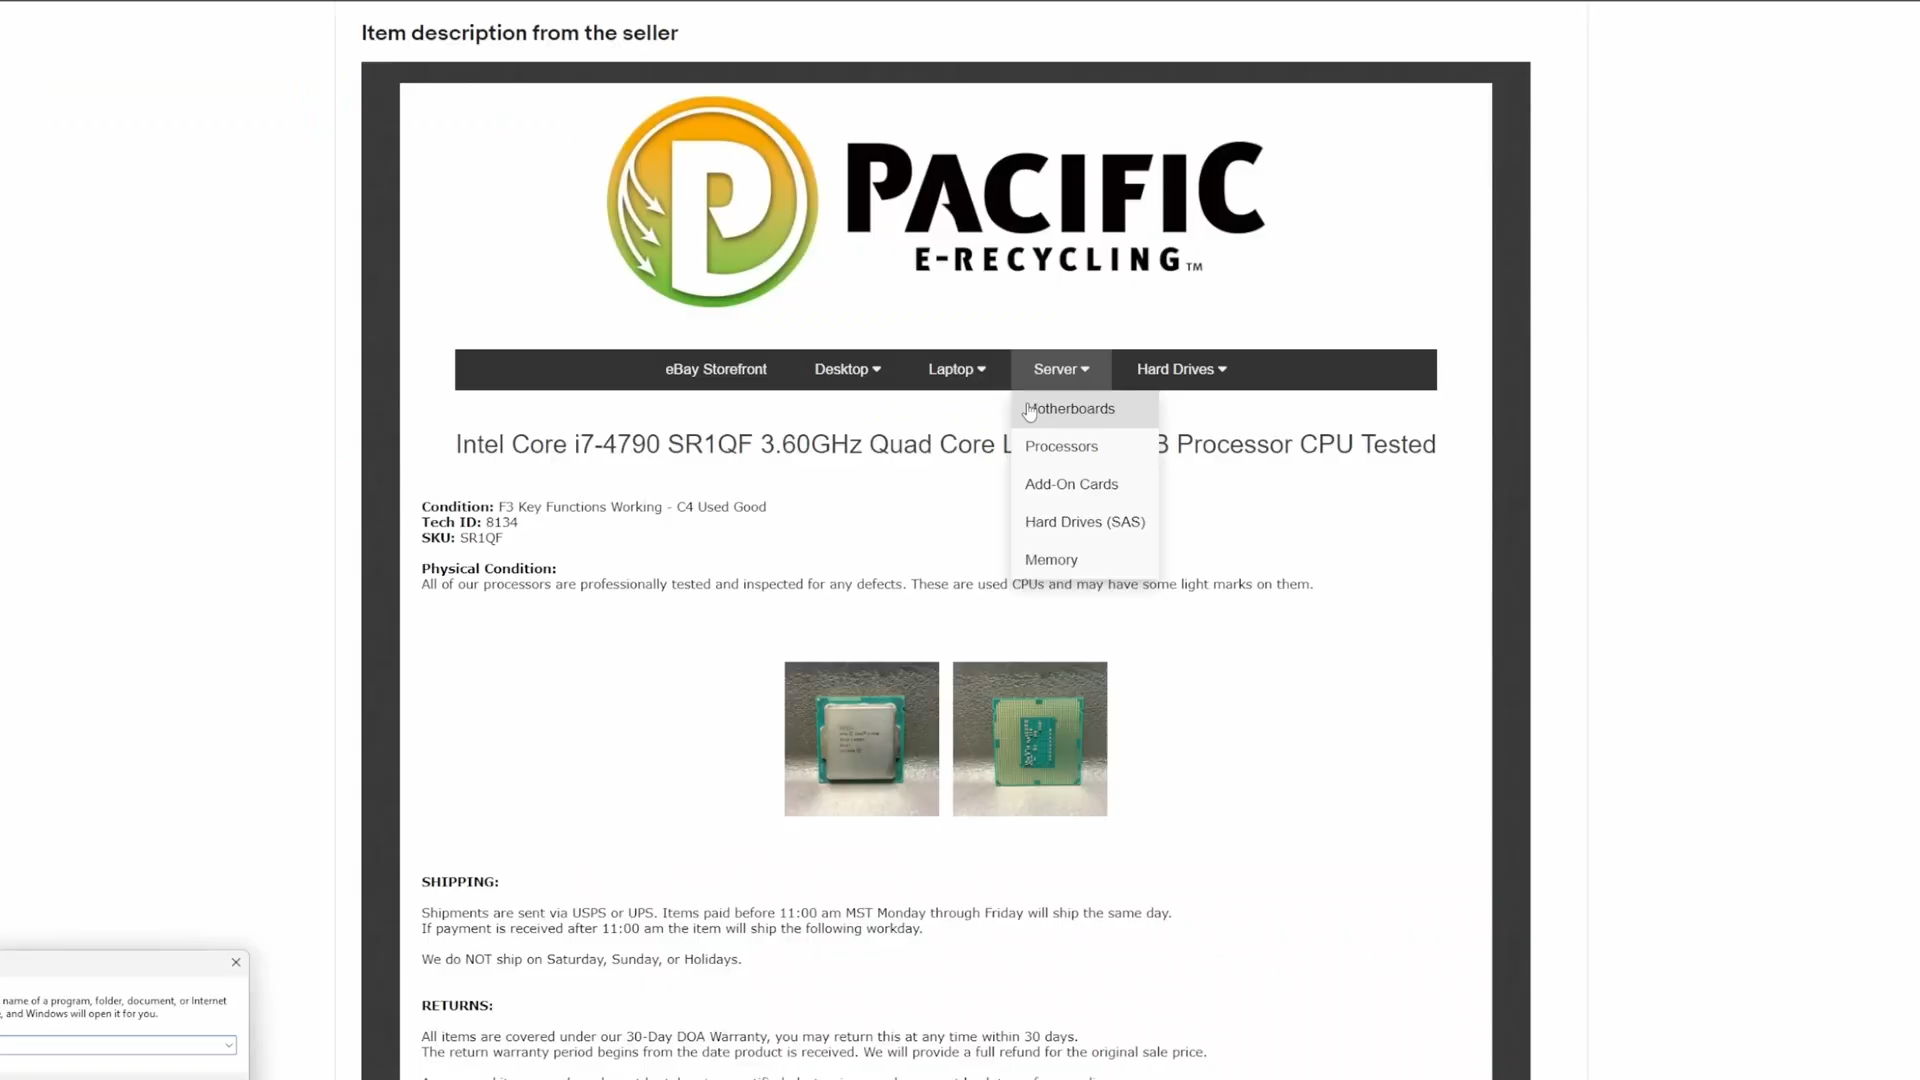 Item description from the seller
PACIFIC
E-RECYCLING™
eBay Storefront Desktop Laptop Server Hard Drives
Motherboards
Intel Core i7-4790 SR1QF 3.60GHz Quad Core Processor CPU Tested
Processors
Add-On Cards
Hard Drives (SAS)
Memory
Condition: F3 Key Functions Working - C4 Used Good
Tech ID: 8134
SKU: SR1QF
Physical Condition:
All of our processors are professionally tested and inspected for any defects. These are used CPUs and may have some light marks on them.
SHIPPING:
Shipments are sent via USPS or UPS. Items paid before 11:00 am MST Monday through Friday will ship the same day.
If payment is received after 11:00 am the item will ship the following workday.
We do NOT ship on Saturday, Sunday, or Holidays.
name of a program, folder, document, or Internet
, and Windows will open it for you.
RETURNS:
All items are covered under our 30-Day DOA Warranty, you may return this at any time within 30 days.
The return warranty period begins from the date product is received. We will provide a full refund for the original sale price.